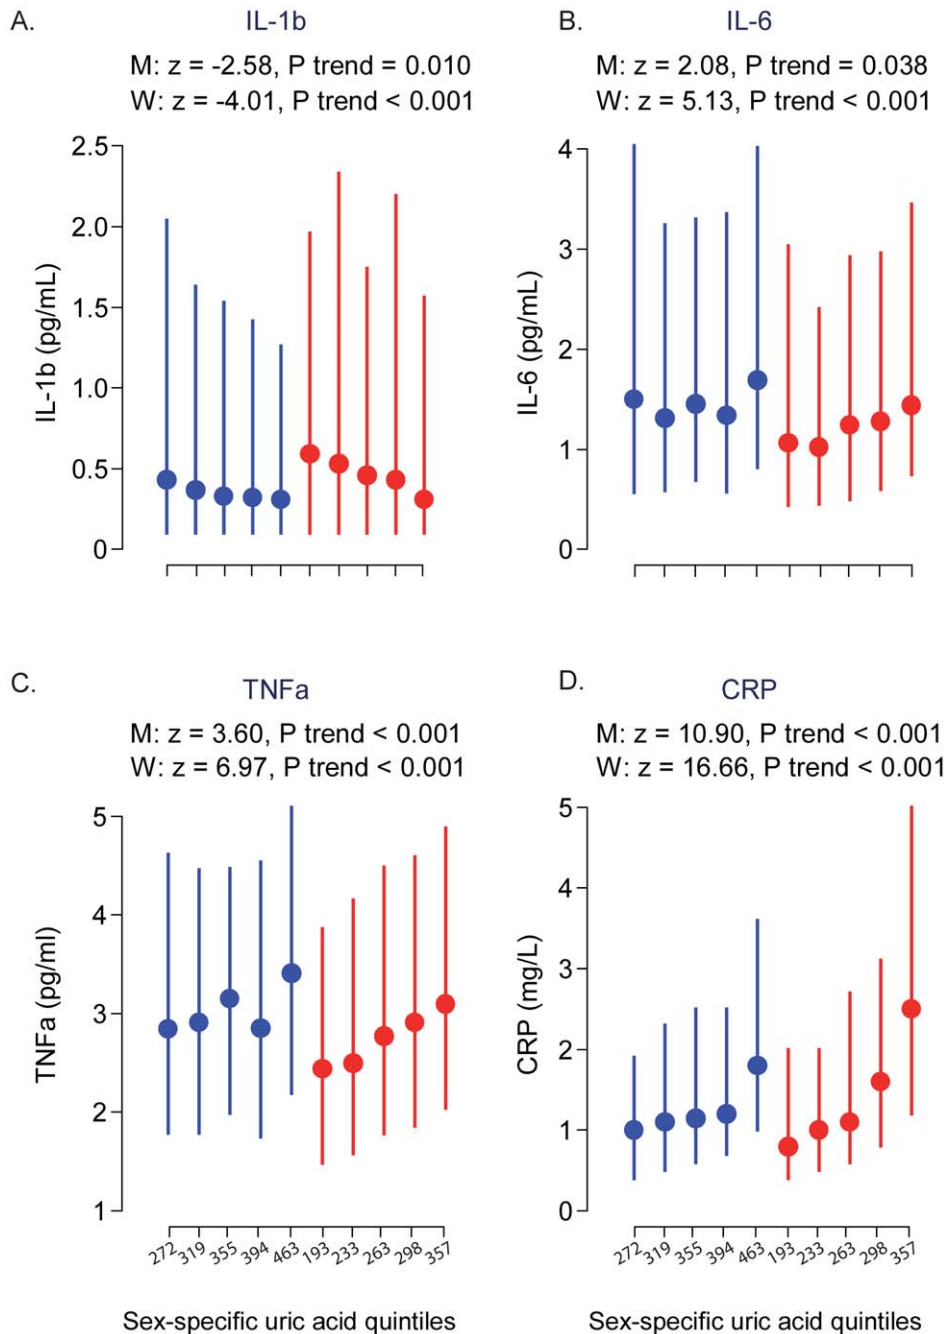 A.
IL-1b
M: z = -2.58, P trend = 0.010
W: z = -4.01, P trend < 0.001
IL-1b (pg/mL)
2.5
2.0
1.5
1.0
0.5
0
B.
IL-6
M: z = 2.08, P trend = 0.038
W: z = 5.13, P trend < 0.001
IL-6 (pg/mL)
4
3
2
1
0
C.
TNFa
M: z = 3.60, P trend < 0.001
W: z = 6.97, P trend < 0.001
TNFa (pg/ml)
5
4
3
2
1
272 319 355 394 463 193 233 263 298 357
Sex-specific uric acid quintiles
D.
CRP
M: z = 10.90, P trend < 0.001
W: z = 16.66, P trend < 0.001
CRP (mg/L)
5
4
3
2
1
0
272 319 355 394 463 193 233 263 298 357
Sex-specific uric acid quintiles